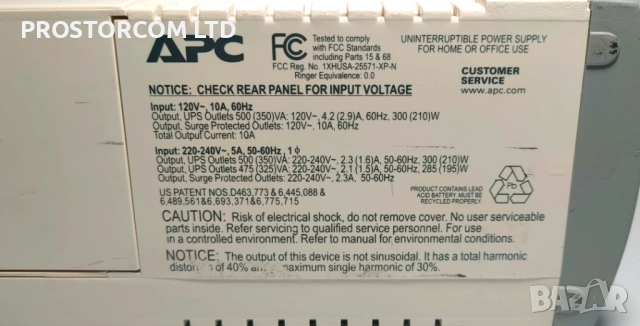 PROSTORCOM LTD
APC
FC
Tested to comply
with FCC Standards
including Parts 15 & 68
FCC Reg. No. 1XHUSA-25571-XP-N
Ringer Equivalence: 0.0
UNINTERRUPTIBLE POWER SUPPLY
FOR HOME OR OFFICE USE
CUSTOMER
SERVICE
www.apc.com
NOTICE: CHECK REAR PANEL FOR INPUT VOLTAGE
Input: 120V~, 10A, 60Hz
Output, UPS Outlets 500 (350)VA: 120V~, 4.2 (2.9)A, 60Hz, 300 (210)W
Output, Surge Protected Outlets: 120V~, 10A, 60Hz
Total Output Current: 10A
Input: 220-240V~, 5A, 50-60Hz, 1 ϕ
Output, UPS Outlets 500 (350)VA: 220-240V~, 2.3 (1.6)A, 50-60Hz, 300 (210)W
Output, UPS Outlets 475 (325)VA: 220-240V~, 2.1 (1.5)A, 50-60Hz, 285 (195)W
Output, Surge Protected Outlets: 220-240V~, 2.3A, 50-60Hz
US PATENT NOS.D463,773 & 6,445,088 &
6,489,561&6,693,371&6,775,715
Pb
PRODUCT CONTAINS LEAD
ACID BATTERY. MUST BE
RECYCLED PROPERLY
CAUTION: Risk of electrical shock, do not remove cover. No user serviceable
parts inside. Refer servicing to qualified service personnel. For use
in a controlled environment. Refer to manual for environmental conditions.
NOTICE: The output of this device is not sinusoidal. It has a total harmonic
of 40% maximum single harmonic of 30%.
BAZAR